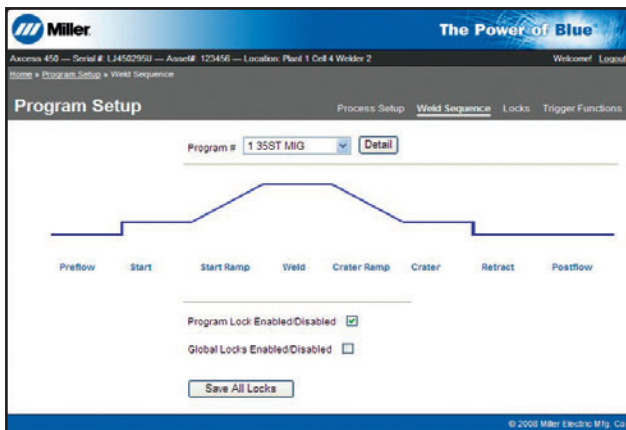 Miller
The Power of Blue
Axcess 450 — Serial #: LJ450295U — Asset#: 123456 — Location: Plant 1 Cell 4 Welder 2
Welcome! Logout
Home » Program Setup » Weld Sequence
Program Setup
Process Setup Weld Sequence Locks Trigger Functions
Program # 1 35ST MIG Detail
Preflow Start Start Ramp Weld Crater Ramp Crater Retract Postflow
Program Lock Enabled/Disabled
Global Locks Enabled/Disabled
Save All Locks
© 2008 Miller Electric Mfg. Co